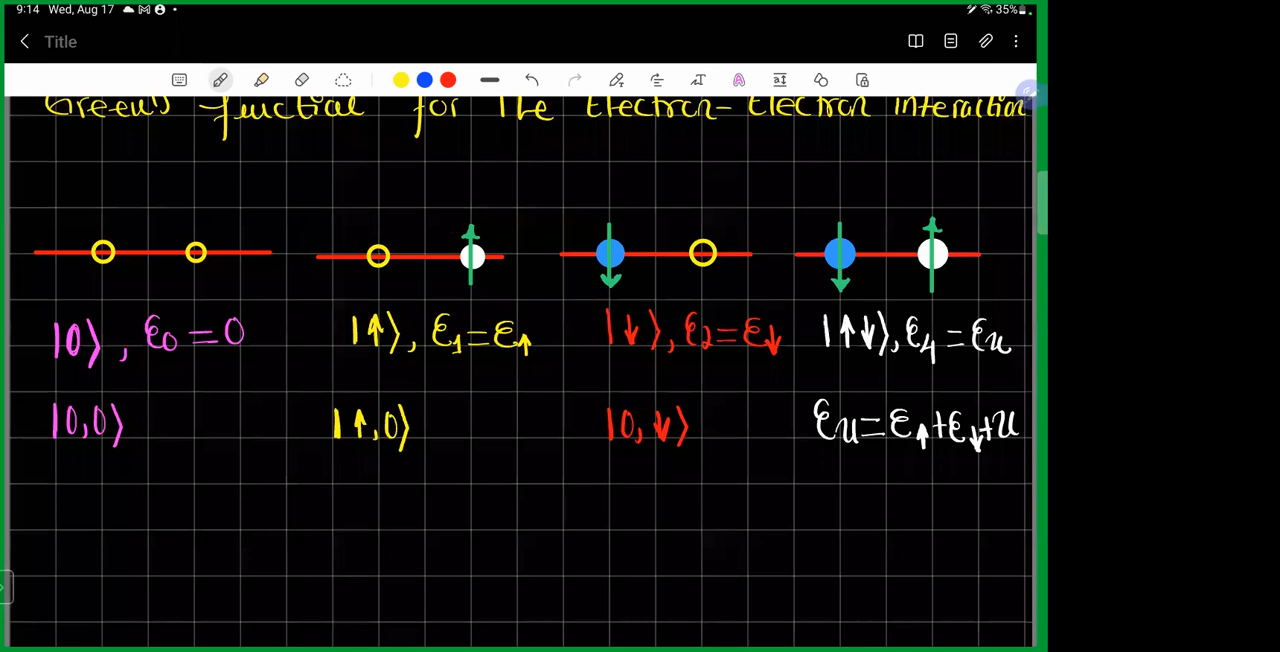 9:14 Wed, Aug 17
35%
Title
Green's function for The Electron-Electron interaction
|0⟩, ε₀ = 0 |↑⟩, ε₁ = ε↑ |↓⟩, ε₂ = ε↓ |↑↓⟩, ε₄ = εu
|0,0⟩ |↑,0⟩ |0,↓⟩ εu = ε↑ + ε↓ + u